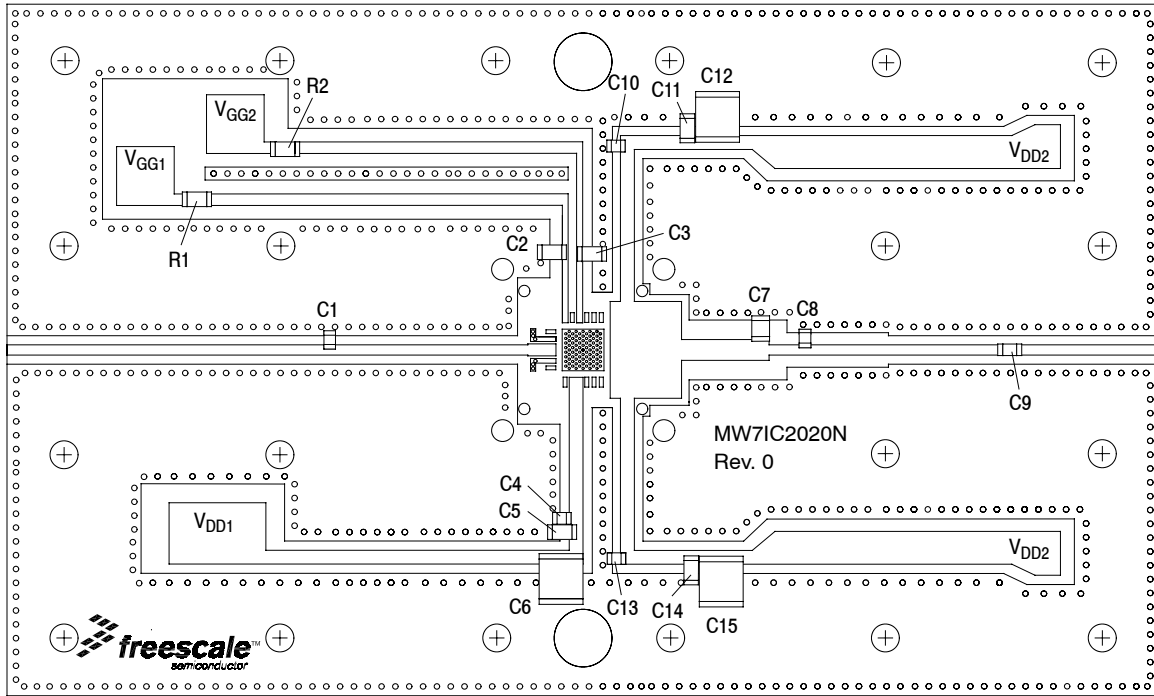 C12
C11
C10
R2
VGG2
VGG1
VDD2
R1
C2
C3
C1
C7
C8
C9
MW7IC2020N
Rev. 0
C4
C5
VDD1
VDD2
C6
C13
C14
C15
freescale™
semiconductor